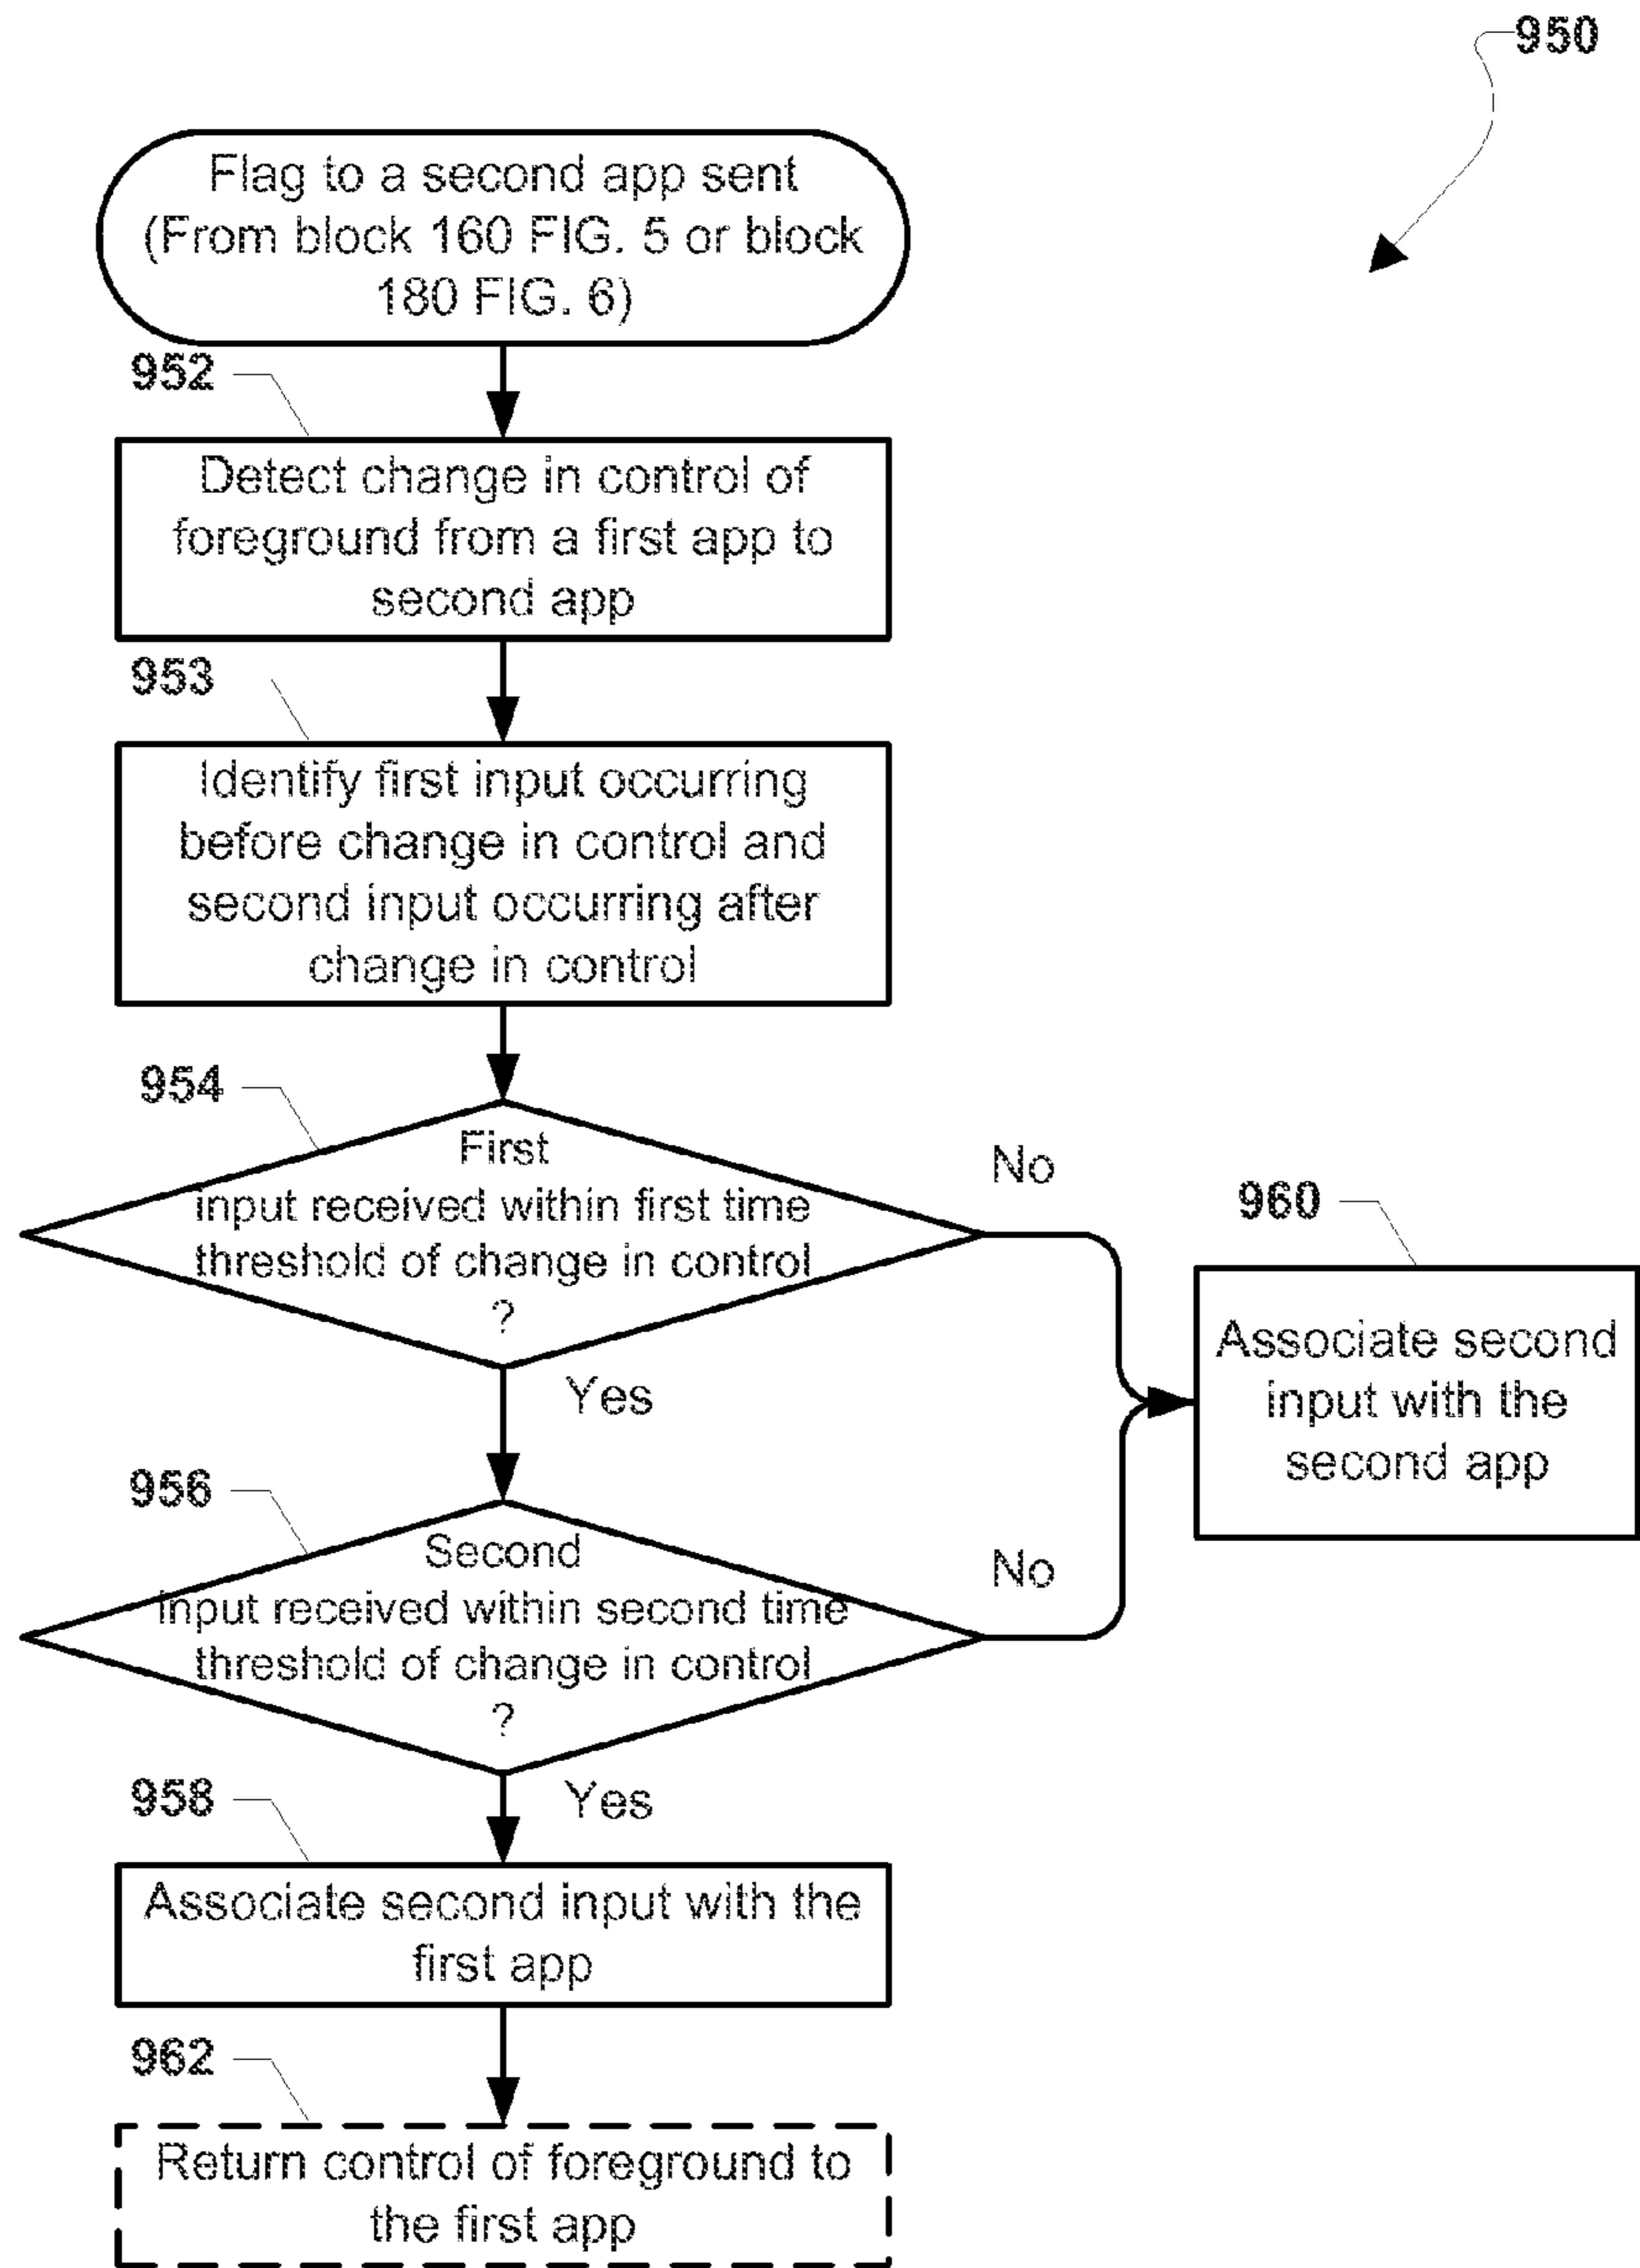 950
Flag to a second app sent
(From block 160 FIG. 5 or block
180 FIG. 6)
952
Detect change in control of
foreground from a first app to
second app
953
Identify first input occurring
before change in control and
second input occurring after
change in control
954
First
input received within first time
threshold of change in control
?
No
960
Associate second
input with the
second app
Yes
956
Second
input received within second time
threshold of change in control
?
No
958
Yes
Associate second input with the
first app
962
Return control of foreground to
the first app